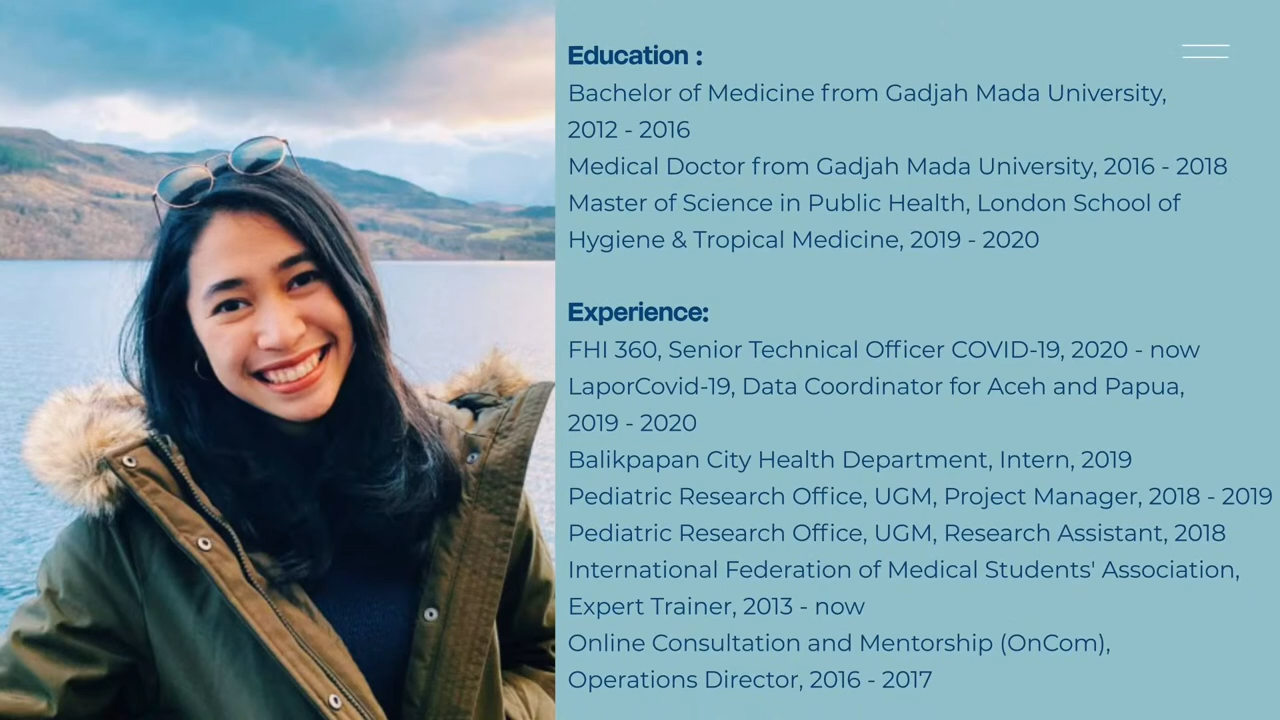 Education :
Bachelor of Medicine from Gadjah Mada University,
2012 - 2016
Medical Doctor from Gadjah Mada University, 2016 - 2018
Master of Science in Public Health, London School of
Hygiene & Tropical Medicine, 2019 - 2020
Experience:
FHI 360, Senior Technical Officer COVID-19, 2020 - now
LaporCovid-19, Data Coordinator for Aceh and Papua,
2019 - 2020
Balikpapan City Health Department, Intern, 2019
Pediatric Research Office, UGM, Project Manager, 2018 - 2019
Pediatric Research Office, UGM, Research Assistant, 2018
International Federation of Medical Students' Association,
Expert Trainer, 2013 - now
Online Consultation and Mentorship (OnCom),
Operations Director, 2016 - 2017